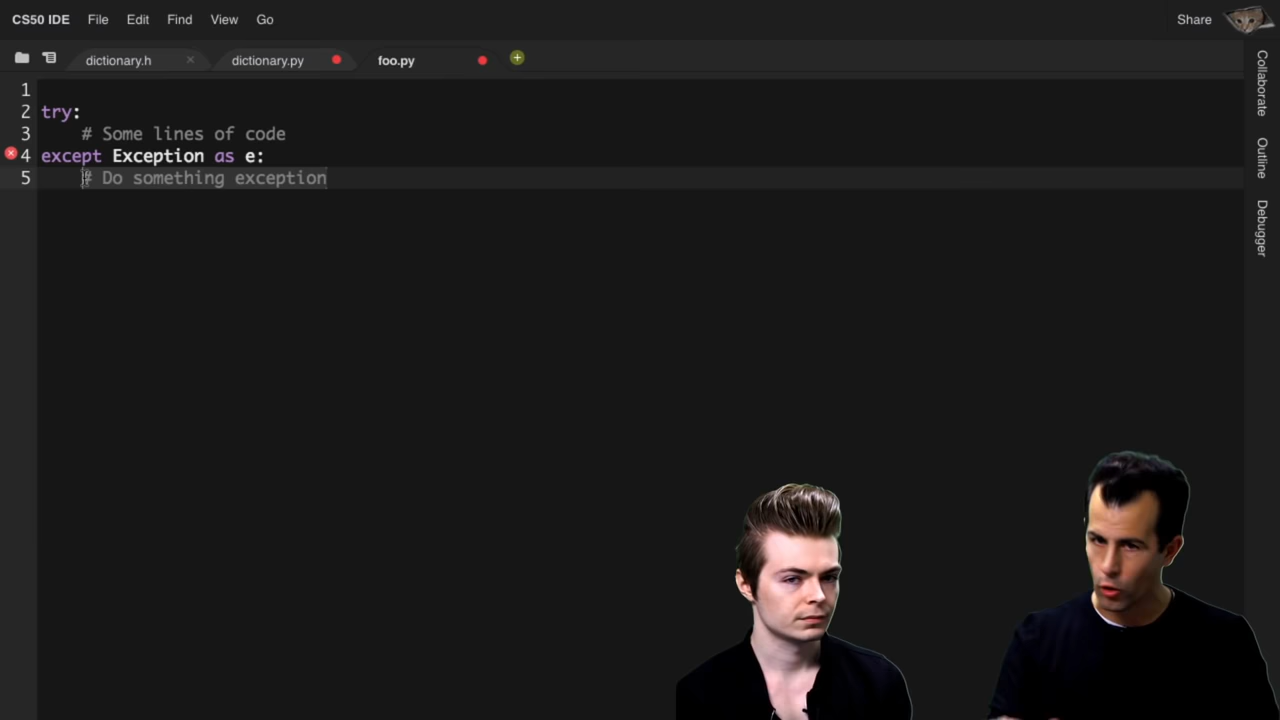 CS50 IDE File Edit Find View Go Share
dictionary.h dictionary.py foo.py
1
2 try:
3 # Some lines of code
4 except Exception as e:
5 # Do something exception
Collaborate
Outline
Debugger